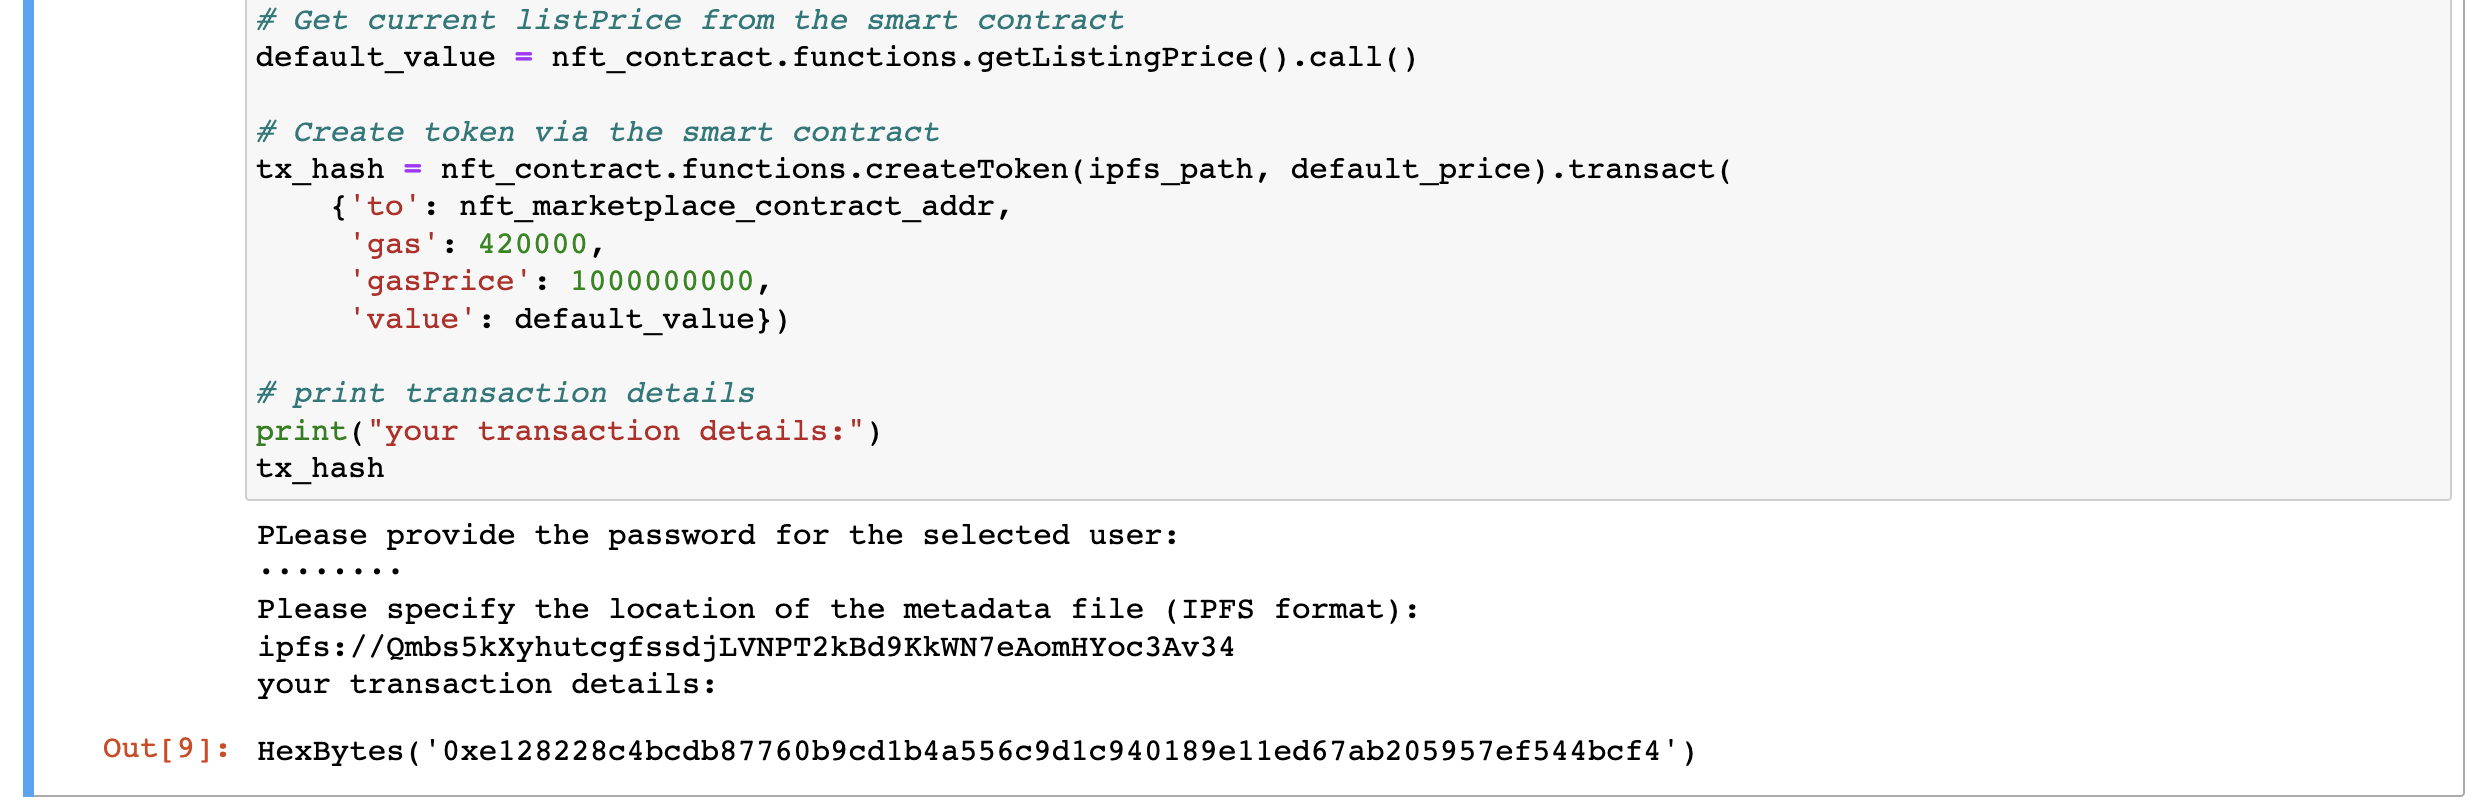 # Get current listPrice from the smart contract
default_value = nft_contract.functions.getListingPrice().call()
# Create token via the smart contract
tx_hash = nft_contract.functions.createToken(ipfs_path, default_price).transact(
{'to': nft_marketplace_contract_addr,
'gas': 420000,
'gasPrice': 1000000000,
'value': default_value})
# print transaction details
print("your transaction details:")
tx_hash
PLease provide the password for the selected user:
········
Please specify the location of the metadata file (IPFS format):
ipfs://Qmbs5kXyhutcgfssdjLVNPT2kBd9KkWN7eAomHYoc3Av34
your transaction details:
Out[9]: HexBytes('0xe128228c4bcdb87760b9cd1b4a556c9d1c940189e11ed67ab205957ef544bcf4')